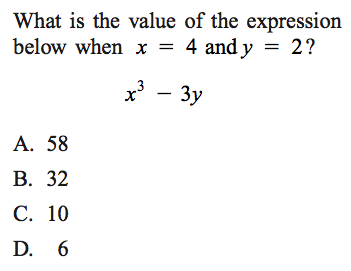 What is the value of the expression
below when x = 4 and y = 2?
x³ − 3y
A. 58
B. 32
C. 10
D. 6